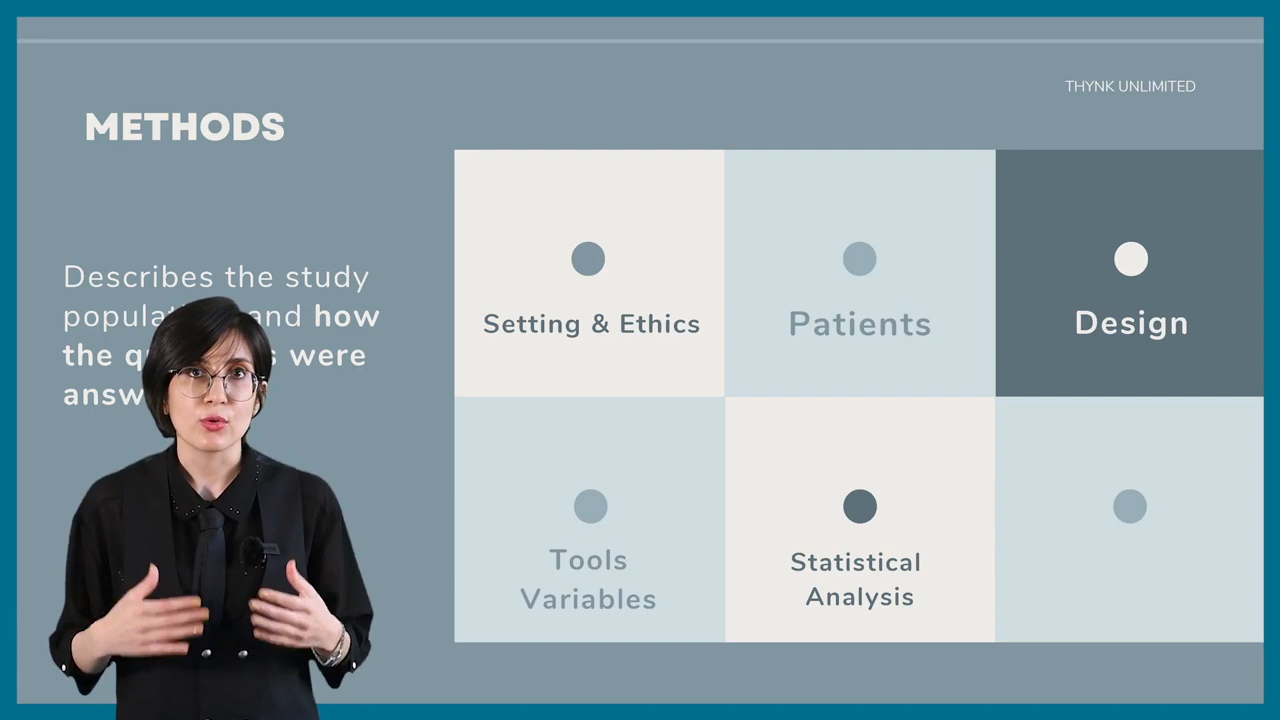 THYNK UNLIMITED
METHODS
Describes the study
and how
the were
Setting & Ethics
Patients
Design
Tools
Variables
Statistical
Analysis